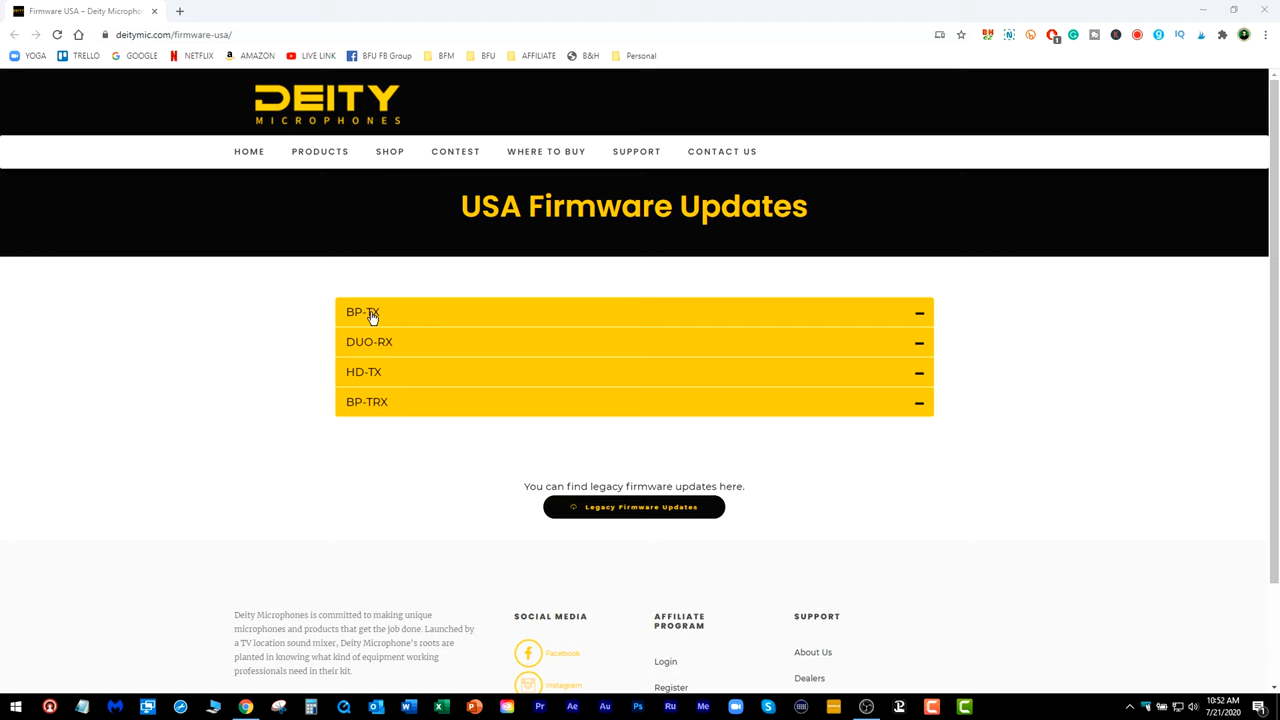 Firmware USA – Deity Micropho
deitymic.com/firmware-usa/
1
YOGA TRELLO GOOGLE NETFLIX AMAZON LIVE LINK BFU FB Group BFM BFU AFFILIATE B&H Personal
DEITY
MICROPHONES
HOME PRODUCTS SHOP CONTEST WHERE TO BUY SUPPORT CONTACT US
USA Firmware Updates
BP-TX
DUO-RX
HD-TX
BP-TRX
You can find legacy firmware updates here.
Legacy Firmware Updates
Deity Microphones is committed to making unique
microphones and products that get the job done. Launched by
a TV location sound mixer, Deity Microphone's roots are
planted in knowing what kind of equipment working
professionals need in their kit.
SOCIAL MEDIA
Facebook
Instagram
AFFILIATE
PROGRAM
Login
Register
SUPPORT
About Us
Dealers
10:52 AM
7/21/2020